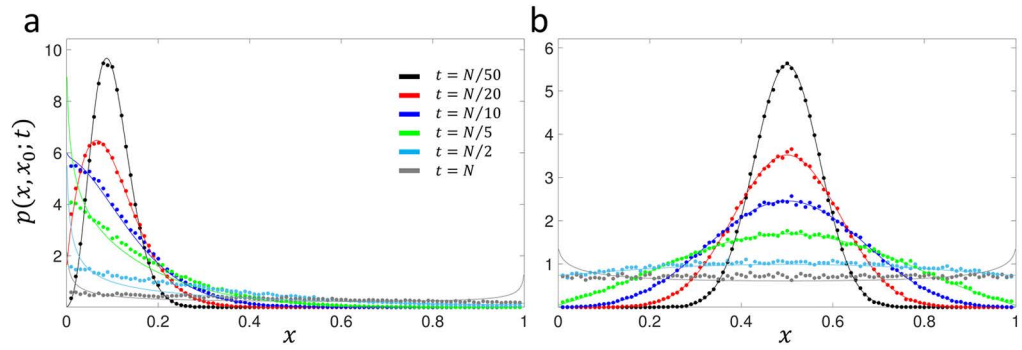 a
b
10
8
6
4
2
p(x, x₀; t)
t = N/50
t = N/20
t = N/10
t = N/5
t = N/2
t = N
0 0.2 0.4 0.6 0.8 1
x
6
5
4
3
2
1
0 0.2 0.4 0.6 0.8 1
x